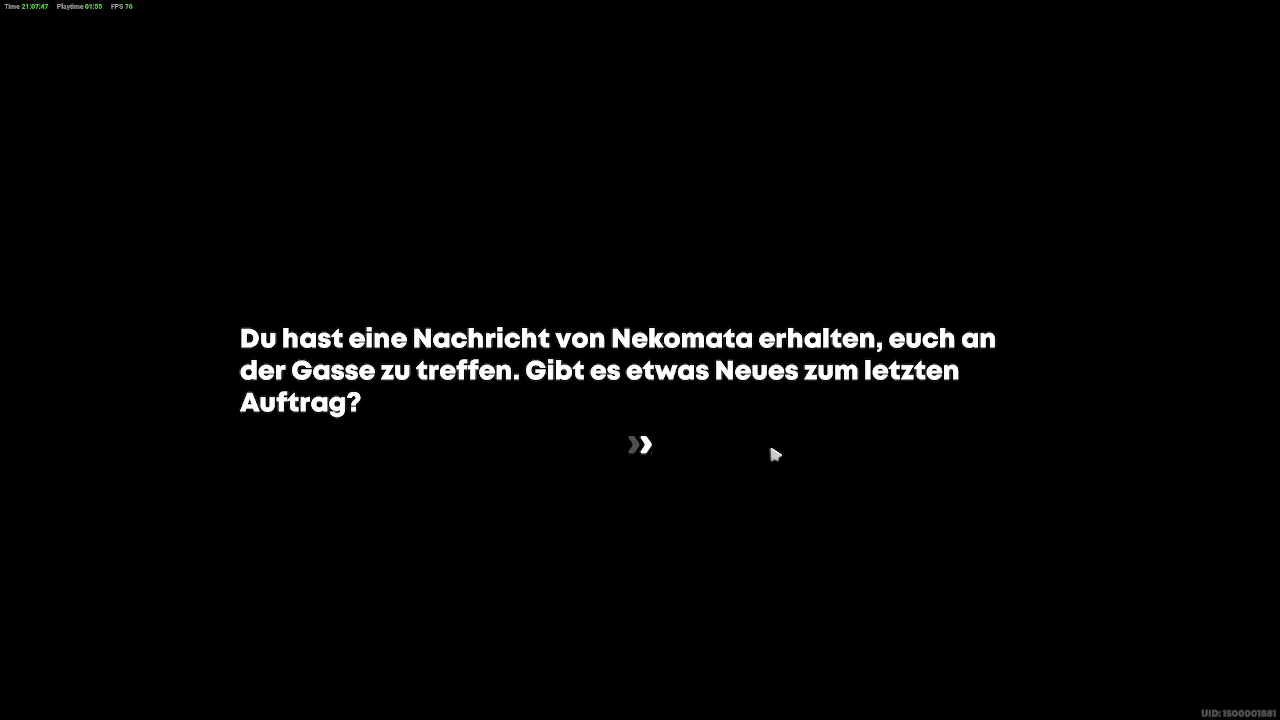 Time 21:07:47 Playtime 01:55 FPS 76
Du hast eine Nachricht von Nekomata erhalten, euch an
der Gasse zu treffen. Gibt es etwas Neues zum letzten
Auftrag?
UID: 1500001881